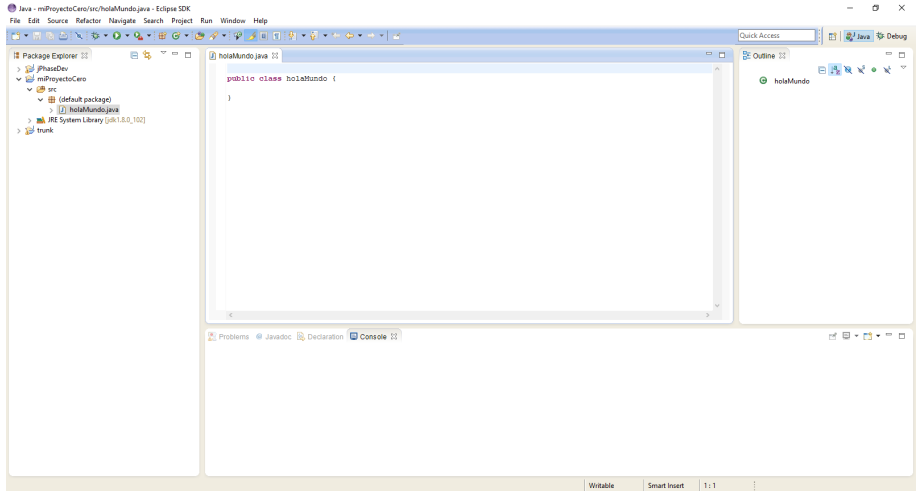 Java - miProyectoCero/src/holaMundo.java - Eclipse SDK
File Edit Source Refactor Navigate Search Project Run Window Help
Quick Access
Java
Debug
Package Explorer
jPhaseDev
miProyectoCero
src
(default package)
holaMundo.java
JRE System Library [jdk1.8.0_102]
trunk
holaMundo.java
public class holaMundo {
}
Outline
holaMundo
Problems @ Javadoc Declaration Console
Writable Smart Insert 1 : 1